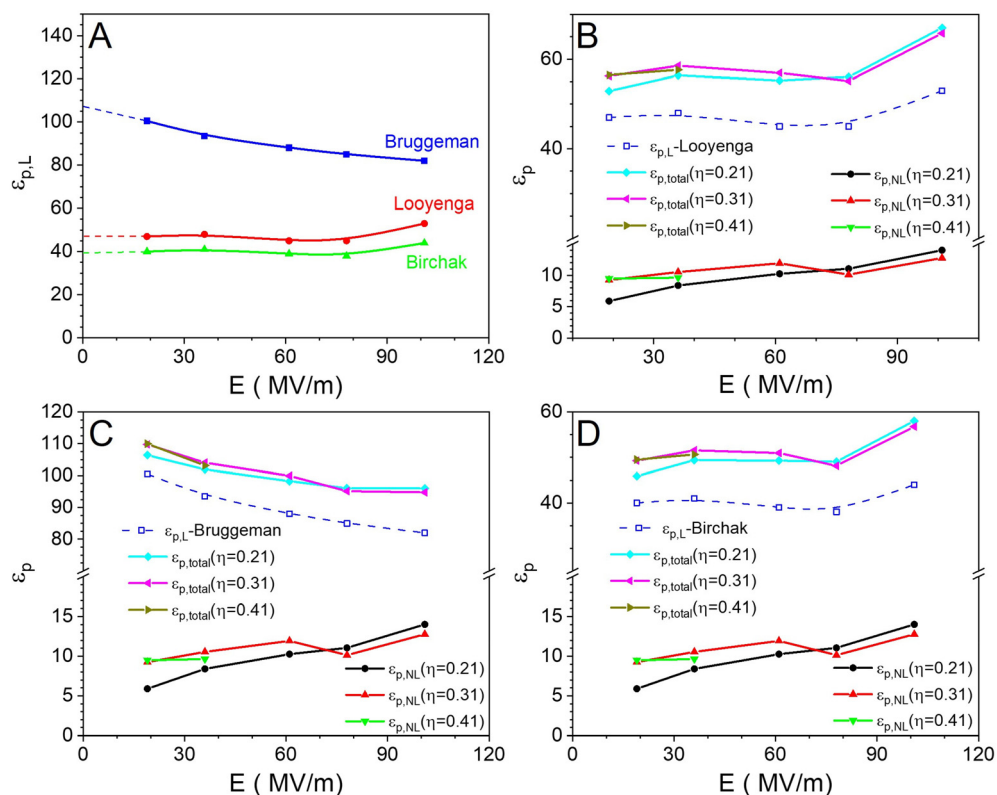 A
140
120
100
80
60
40
20
0
ε_p,L
Bruggeman
Looyenga
Birchak
0 30 60 90 120
E ( MV/m)
B
60
40
10
5
0
ε_p
ε_p,L-Looyenga
ε_p,total(η=0.21)
ε_p,total(η=0.31)
ε_p,total(η=0.41)
ε_p,NL(η=0.21)
ε_p,NL(η=0.31)
ε_p,NL(η=0.41)
30 60 90
E ( MV/m)
C
120
110
100
90
80
15
10
5
0
ε_p
ε_p,L-Bruggeman
ε_p,total(η=0.21)
ε_p,total(η=0.31)
ε_p,total(η=0.41)
ε_p,NL(η=0.21)
ε_p,NL(η=0.31)
ε_p,NL(η=0.41)
0 30 60 90 120
E ( MV/m)
D
60
40
15
10
5
0
ε_p
ε_p,L-Birchak
ε_p,total(η=0.21)
ε_p,total(η=0.31)
ε_p,total(η=0.41)
ε_p,NL(η=0.21)
ε_p,NL(η=0.31)
ε_p,NL(η=0.41)
0 30 60 90 120
E ( MV/m)